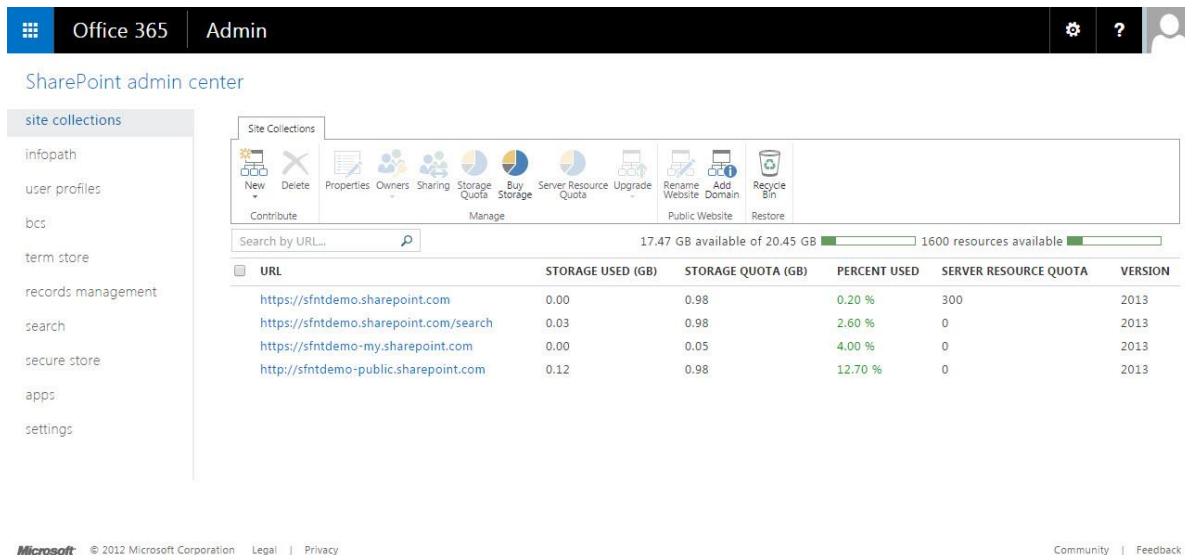 Office 365 Admin ?
SharePoint admin center
site collections
infopath
user profiles
bcs
term store
records management
search
secure store
apps
settings
Site Collections
New Delete Properties Owners Sharing Storage Quota Buy Storage Server Resource Quota Upgrade Rename Website Add Domain Recycle Bin
Contribute Manage Public Website Restore
Search by URL... 17.47 GB available of 20.45 GB 1600 resources available
URL STORAGE USED (GB) STORAGE QUOTA (GB) PERCENT USED SERVER RESOURCE QUOTA VERSION
https://sfntdemo.sharepoint.com 0.00 0.98 0.20 % 300 2013
https://sfntdemo.sharepoint.com/search 0.03 0.98 2.60 % 0 2013
https://sfntdemo-my.sharepoint.com 0.00 0.05 4.00 % 0 2013
http://sfntdemo-public.sharepoint.com 0.12 0.98 12.70 % 0 2013
Microsoft © 2012 Microsoft Corporation Legal | Privacy Community | Feedback